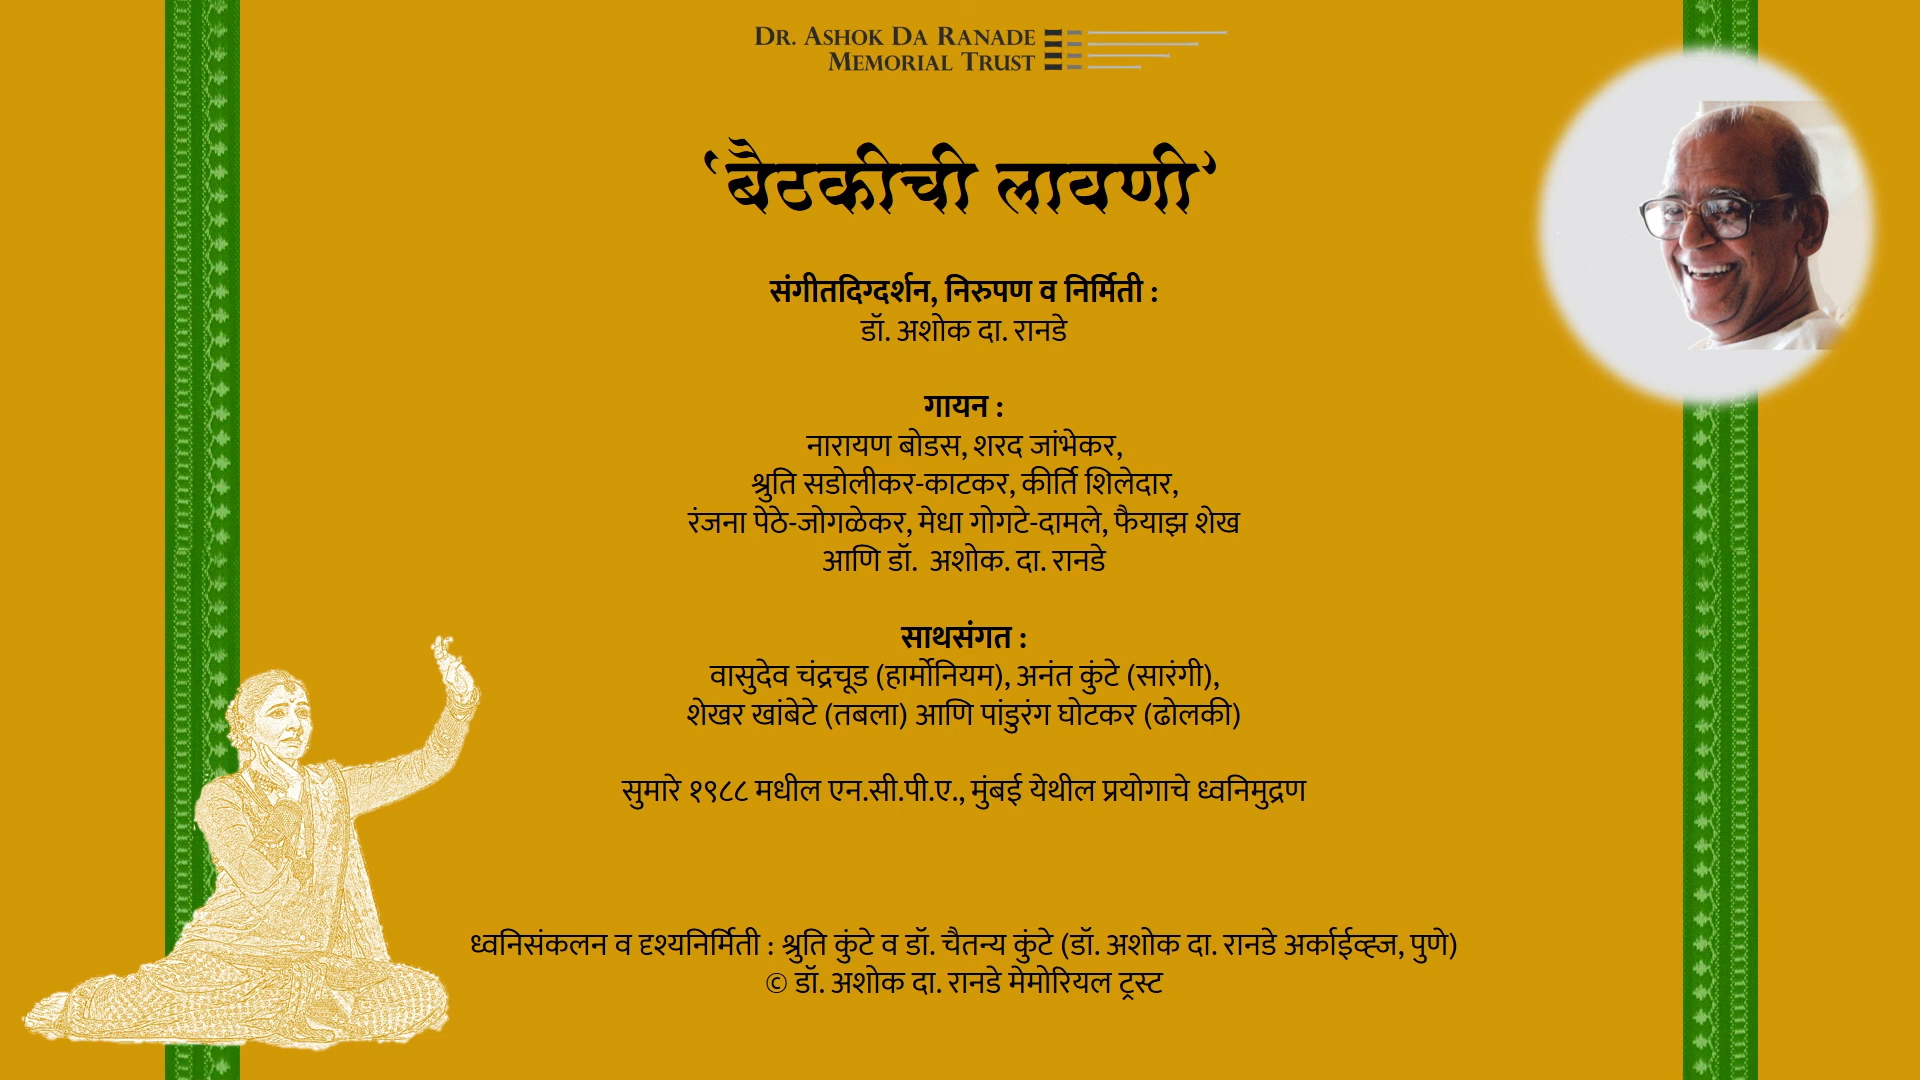 DR. ASHOK DA RANADE
MEMORIAL TRUST
‘बैठकीची लावणी’
संगीतदिग्दर्शन, निरुपण व निर्मिती :
डॉ. अशोक दा. रानडे
गायन :
नारायण बोडस, शरद जांभेकर,
श्रुति सडोलीकर-काटकर, कीर्ति शिलेदार,
रंजना पेठे-जोगळेकर, मेधा गोगटे-दामले, फैयाझ शेख
आणि डॉ. अशोक. दा. रानडे
साथसंगत :
वासुदेव चंद्रचूड (हार्मोनियम), अनंत कुंटे (सारंगी),
शेखर खांबेटे (तबला) आणि पांडुरंग घोटकर (ढोलकी)
सुमारे १९८८ मधील एन.सी.पी.ए., मुंबई येथील प्रयोगाचे ध्वनिमुद्रण
ध्वनिसंकलन व दृश्यनिर्मिती : श्रुति कुंटे व डॉ. चैतन्य कुंटे (डॉ. अशोक दा. रानडे अर्काईव्ह्ज, पुणे)
© डॉ. अशोक दा. रानडे मेमोरियल ट्रस्ट